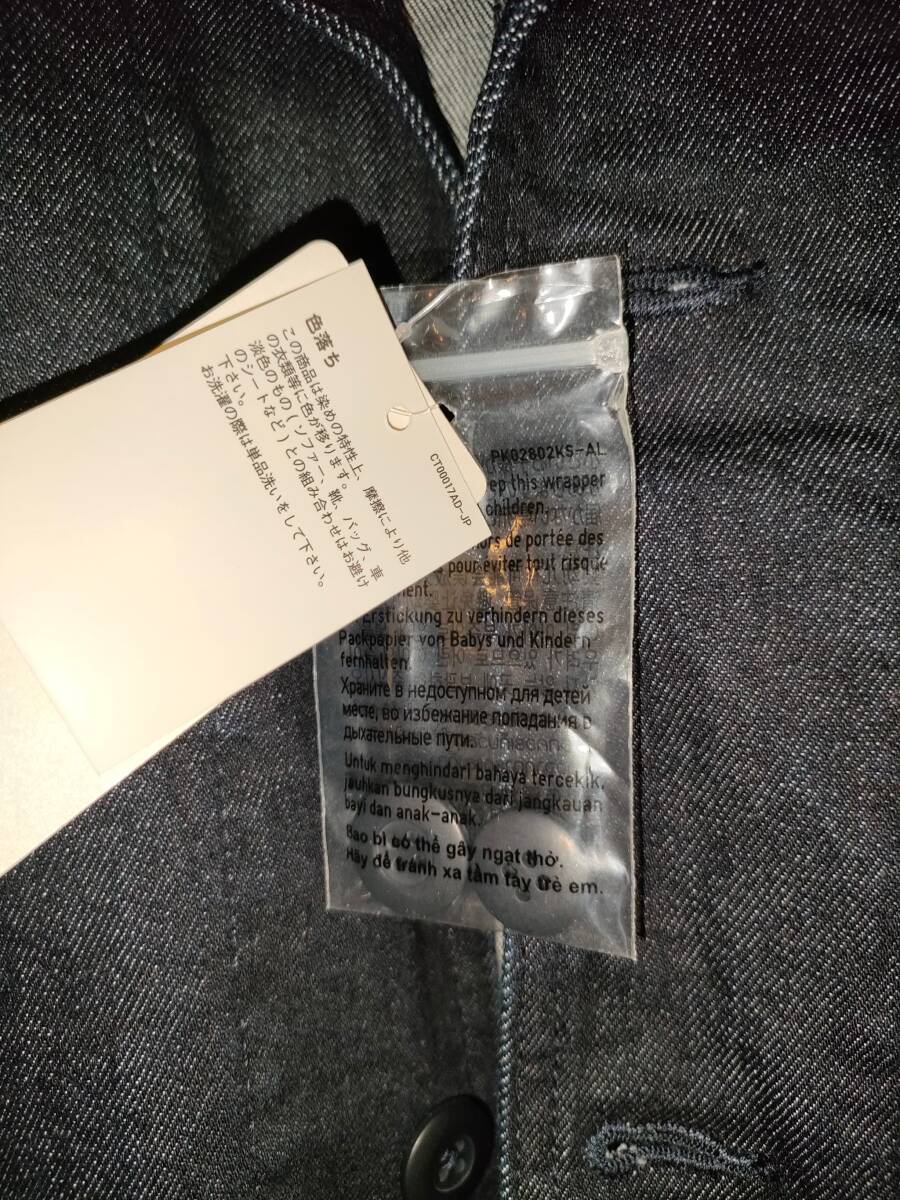 色落ち
この商品は染めの特性上、摩擦により他
の衣類等に色が移ります。
淡色のもの(ソファー、靴、バッグ、車
のシートなど)との組み合わせはお避け
下さい。
お洗濯の際は単品洗いをして下さい。
CT00017AD-JP
PK02802KS-AL
ep this wrapper
children.
ors de portée des
pour éviter tout risque
ent.
Erstickung zu verhindern dieses
Packpapier von Babys und Kindern
fernhalten.
Храните в недоступном для детей
месте, во избежание попадания в
дыхательные пути.
Untuk menghindari bahaya tercekik,
jauhkan bungkusnya dari jangkauan
bayi dan anak-anak.
Bao bì có thể gây ngạt thở.
Hãy để tránh xa tầm tay trẻ em.